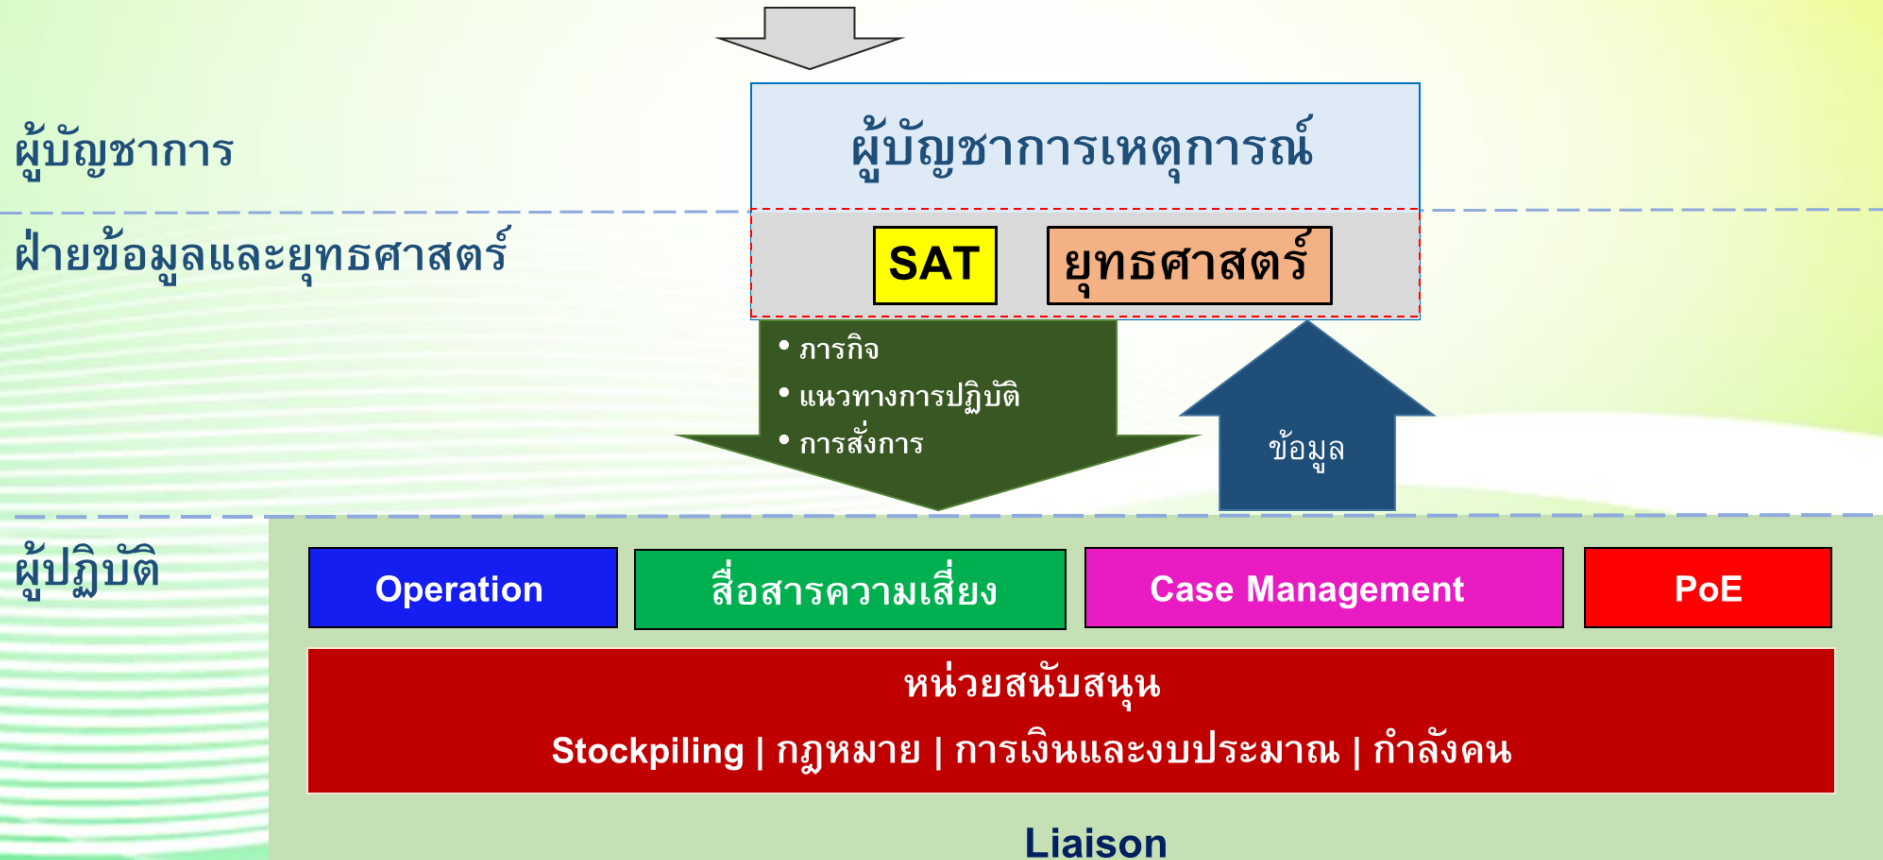 ผู้บัญชาการ
ผู้บัญชาการเหตุการณ์
ฝ่ายข้อมูลและยุทธศาสตร์
SAT
ยุทธศาสตร์
• ภารกิจ
• แนวทางการปฏิบัติ
• การสั่งการ
ข้อมูล
ผู้ปฏิบัติ
Operation
สื่อสารความเสี่ยง
Case Management
PoE
หน่วยสนับสนุน
Stockpiling | กฎหมาย | การเงินและงบประมาณ | กำลังคน
Liaison